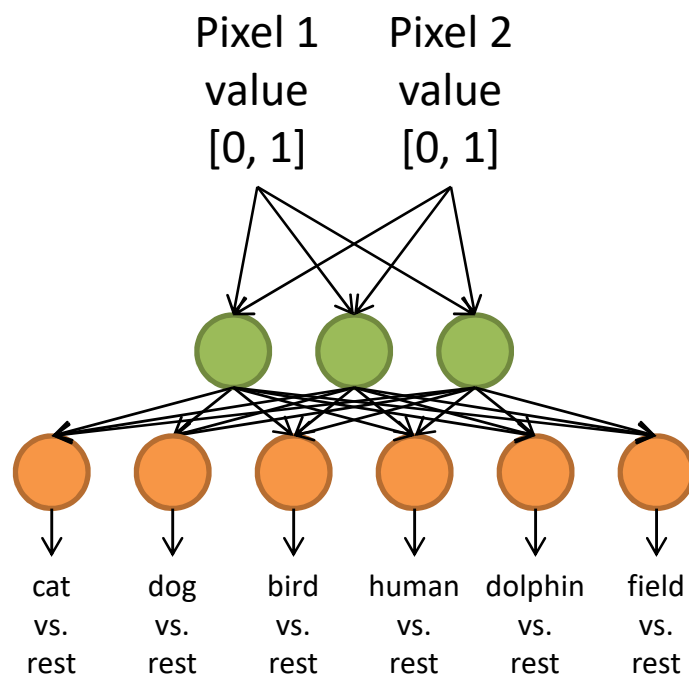 Pixel 1
value
[0, 1]
Pixel 2
value
[0, 1]
cat
vs.
rest
dog
vs.
rest
bird
vs.
rest
human
vs.
rest
dolphin
vs.
rest
field
vs.
rest